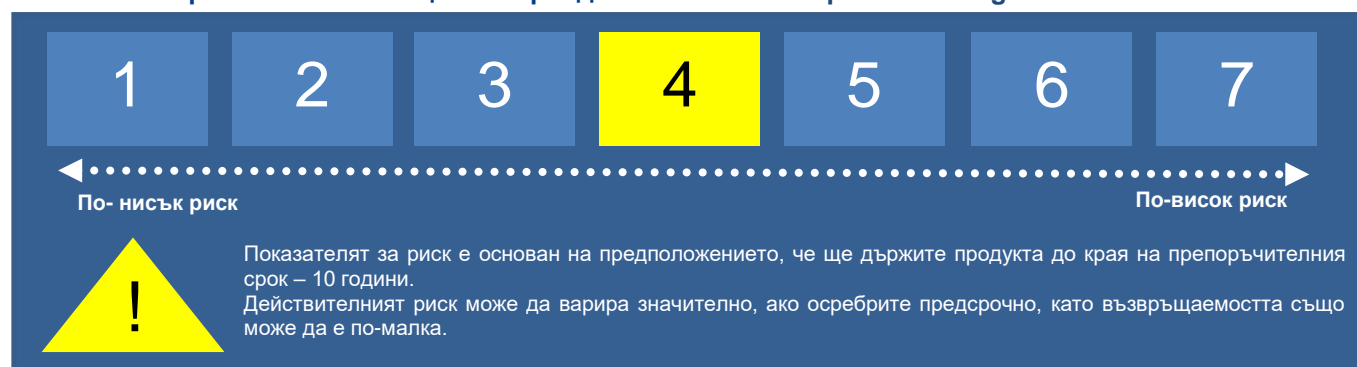 1 2 3 4 5 6 7
По- нисък риск
По-висок риск
!
Показателят за риск е основан на предположението, че ще държите продукта до края на препоръчителния
срок – 10 години.
Действителният риск може да варира значително, ако осребрите предсрочно, като възвръщаемостта също
може да е по-малка.